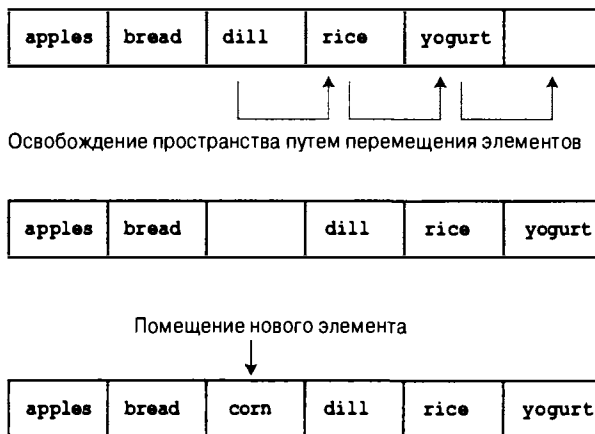 apples bread dill rice yogurt
Освобождение пространства путем перемещения элементов
apples bread dill rice yogurt
Помещение нового элемента
apples bread corn dill rice yogurt